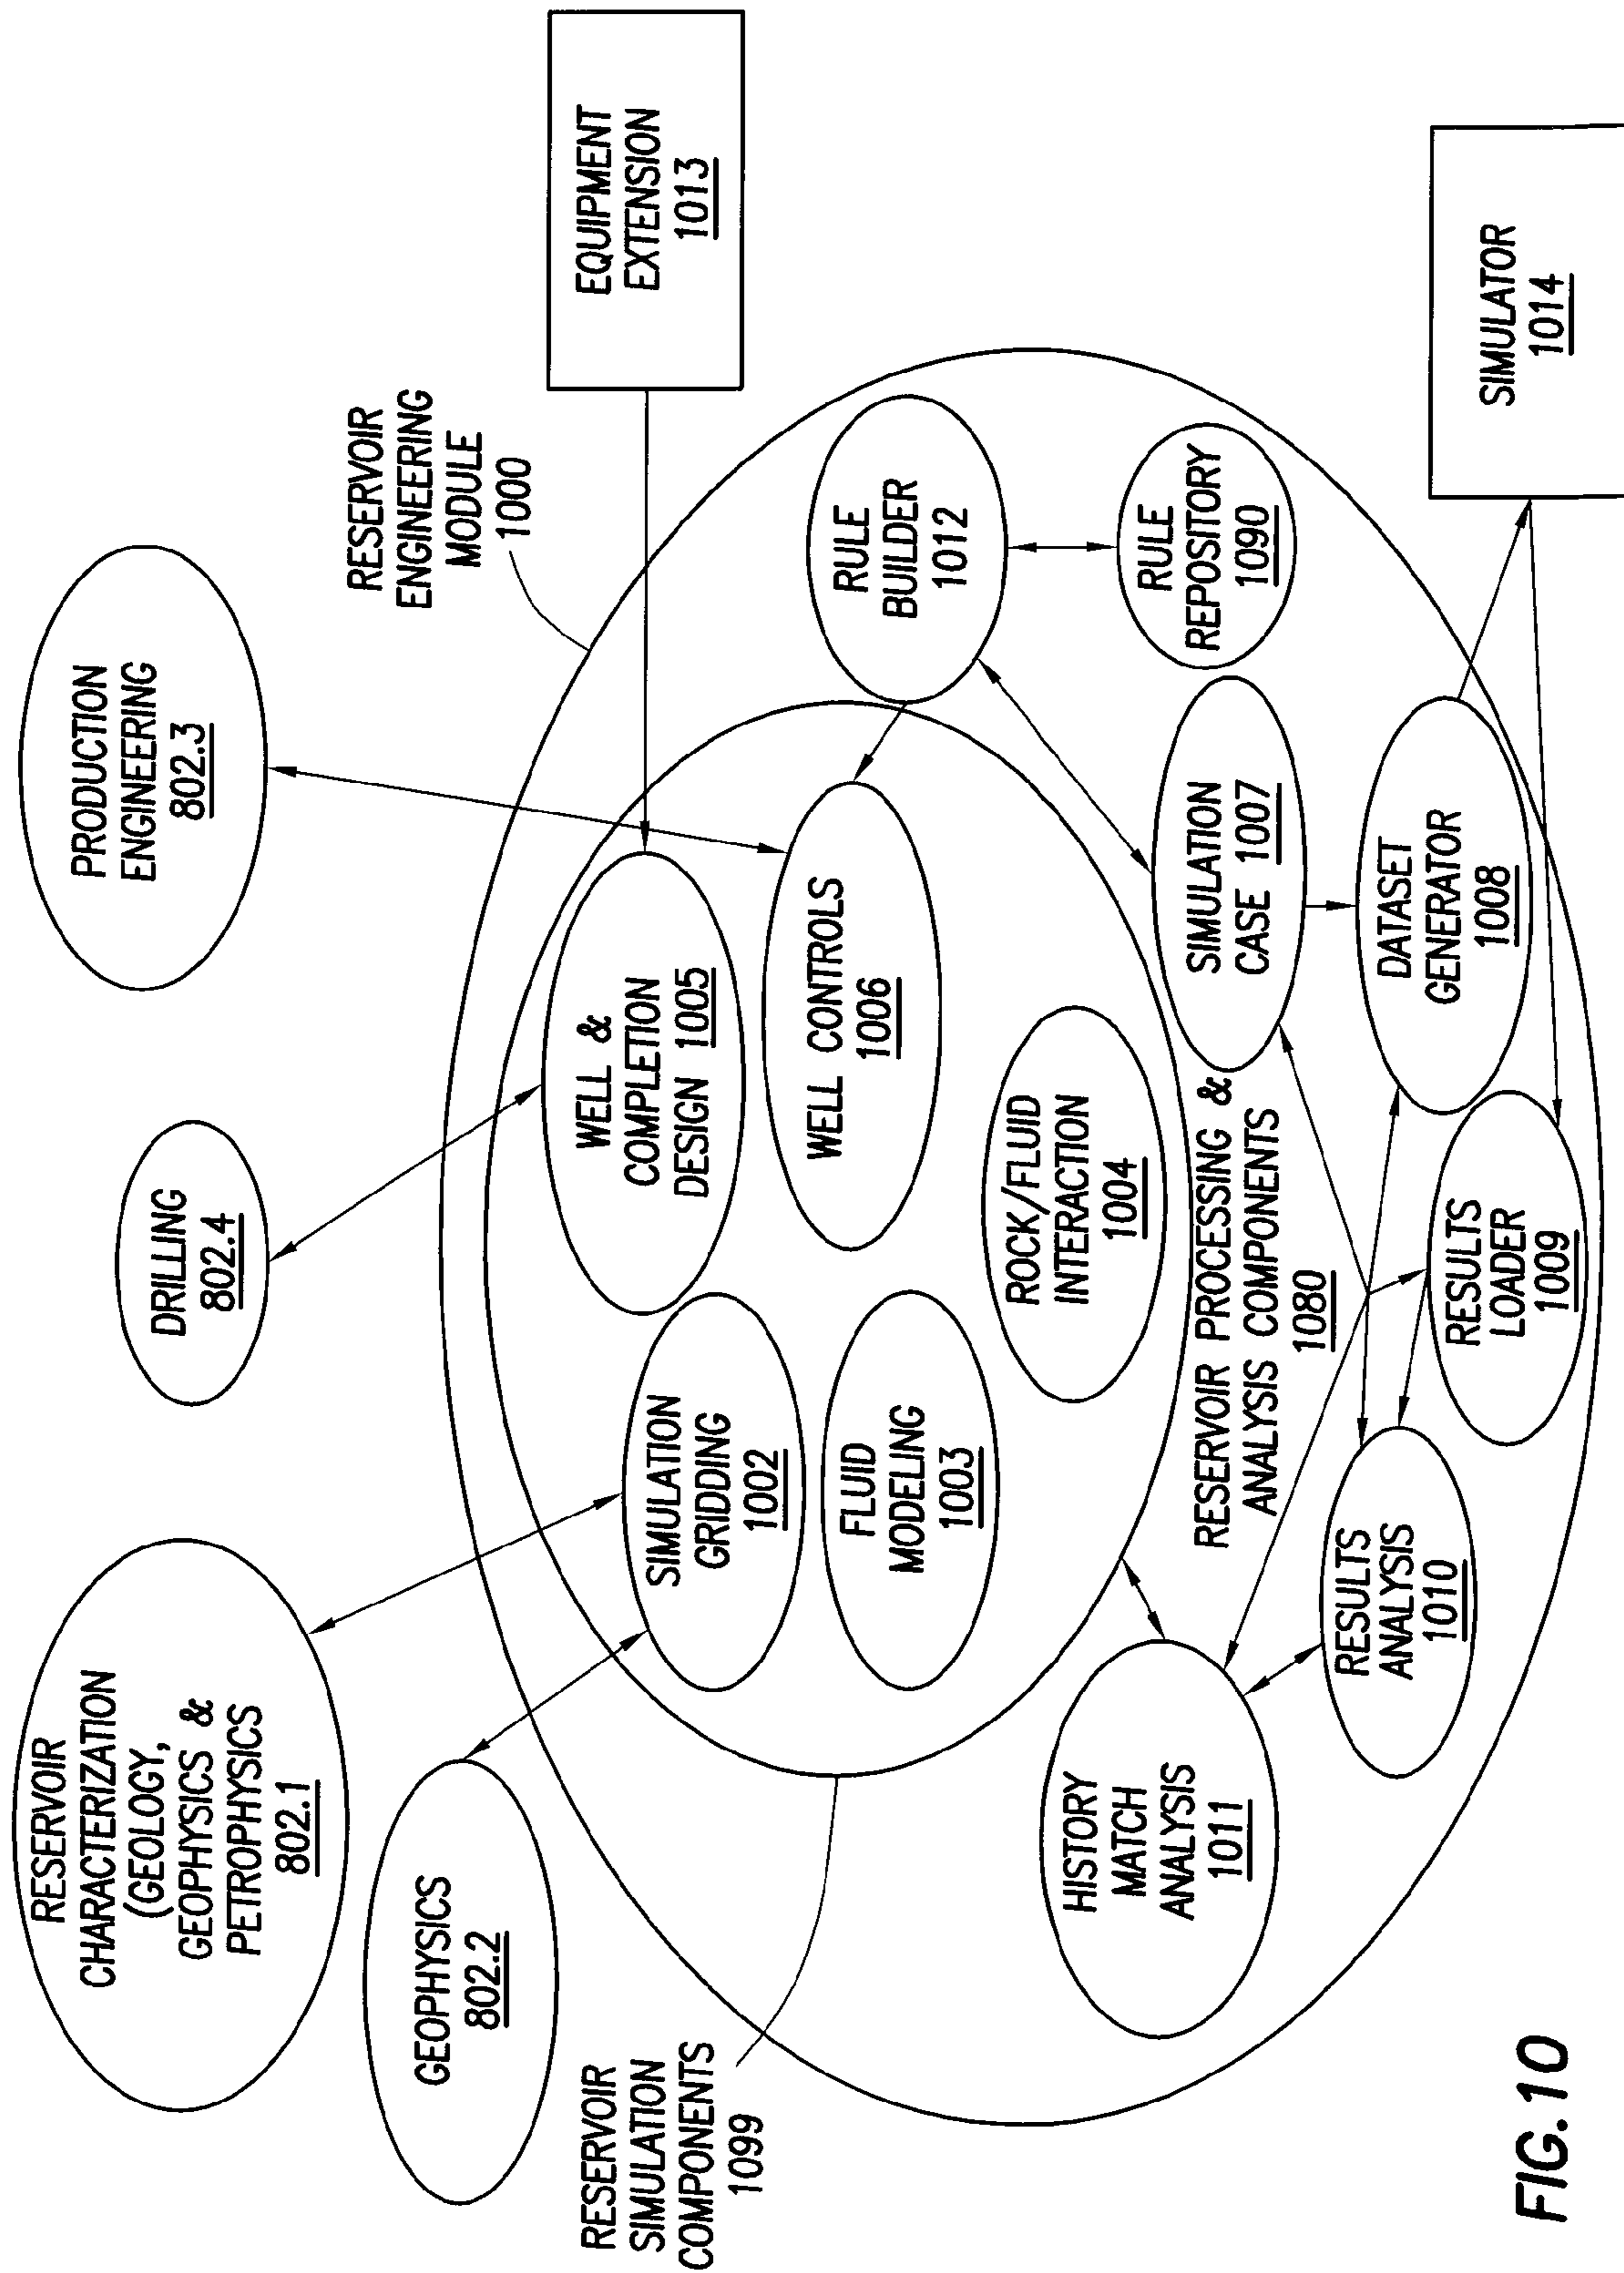 RESERVOIR
CHARACTERIZATION
(GEOLOGY,
GEOPHYSICS &
PETROPHYSICS
802.1
DRILLING
802.4
PRODUCTION
ENGINEERING
802.3
GEOPHYSICS
802.2
RESERVOIR
ENGINEERING
MODULE
1000
EQUIPMENT
EXTENSION
1013
RESERVOIR
SIMULATION
COMPONENTS
1099
SIMULATION
GRIDDING
1002
WELL &
COMPLETION
DESIGN 1005
FLUID
MODELING
1003
WELL CONTROLS
1006
RULE
BUILDER
1012
ROCK/FLUID
INTERACTION
1004
RULE
REPOSITORY
1090
HISTORY
MATCH
ANALYSIS
1011
RESERVOIR PROCESSING &
ANALYSIS COMPONENTS
1080
SIMULATION
CASE 1007
RESULTS
ANALYSIS
1010
DATASET
GENERATOR
1008
RESULTS
LOADER
1009
SIMULATOR
1014
FIG.10